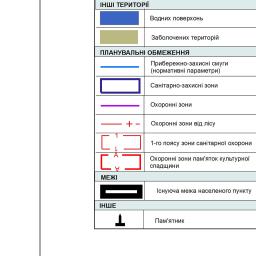 ІНШІ ТЕРИТОРІЇ
Водних поверхонь
Заболочених територій
ПЛАНУВАЛЬНІ ОБМЕЖЕННЯ
Прибережно-захисні смуги
(нормативні параметри)
Санітарно-захисні зони
Охоронні зони
Охоронні зони від лісу
1
1-го поясу зони санітарної охорони
Охоронні зони пам'яток культурної
спадщини
МЕЖІ
Існуюча межа населеного пункту
ІНШЕ
Пам'ятник